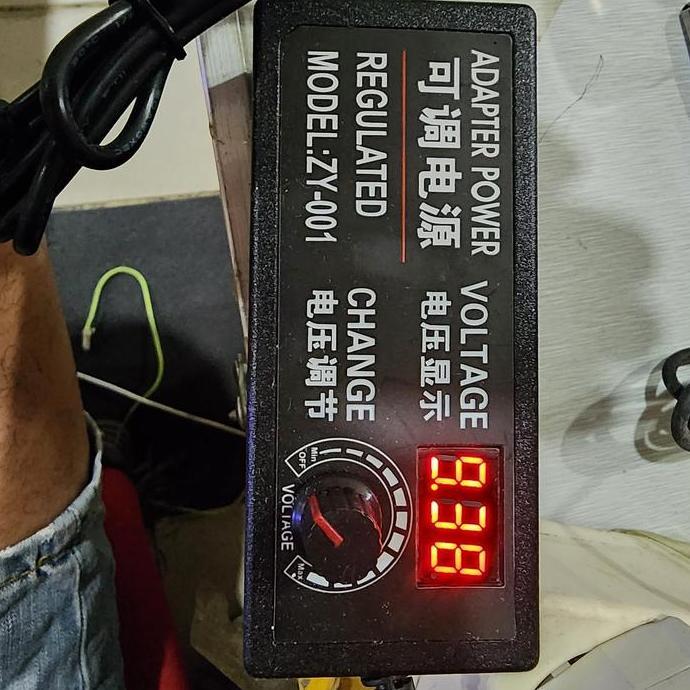 ADAPTER POWER
可调电源
REGULATED
MODEL:ZY-001
VOLTAGE
电压显示
CHANGE
电压调节
9.38
Min
OFF
VOLTAGE
Max